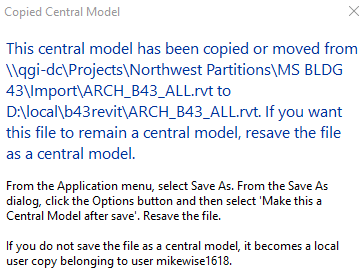 Copied Central Model
This central model has been copied or moved from
\\qgi-dc\Projects\Northwest Partitions\MS BLDG
43\Import\ARCH_B43_ALL.rvt to
D:\local\b43revit\ARCH_B43_ALL.rvt. If you want
this file to remain a central model, resave the file
as a central model.
From the Application menu, select Save As. From the Save As
dialog, click the Options button and then select 'Make this a
Central Model after save'. Resave the file.
If you do not save the file as a central model, it becomes a local
user copy belonging to user mikewise1618.